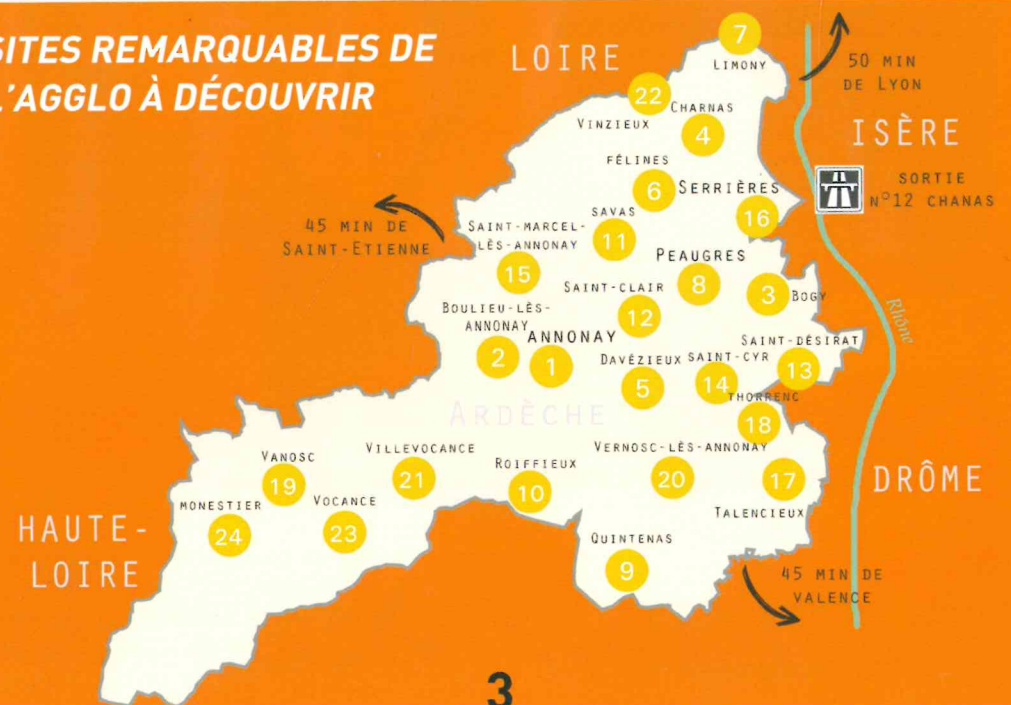 SITES REMARQUABLES DE
L'AGGLO À DÉCOUVRIR
LOIRE
7
LIMONY
50 MIN
DE LYON
22
VINZIEUX
CHARNAS
4
ISÈRE
FÉLINES
6
SERRIÈRES
16
SORTIE
N°12 CHANAS
45 MIN DE
SAINT-ETIENNE
SAINT-MARCEL-
LÈS-ANNONAY
15
SAVAS
11
PEAUGRES
8
3
BOGY
SAINT-CLAIR
12
Rhône
BOULIEU-LÈS-
ANNONAY
2
ANNONAY
1
DAVÉZIEUX
5
SAINT-CYR
14
SAINT-DÉSIRAT
13
THORRENC
18
ARDÈCHE
VANOSC
19
VILLEVOCANCE
21
ROIFFIEUX
10
VERNOSC-LÈS-ANNONAY
20
17
TALENCIEUX
DRÔME
MONESTIER
24
VOCANCE
23
HAUTE-
LOIRE
QUINTENAS
9
45 MIN DE
VALENCE
3